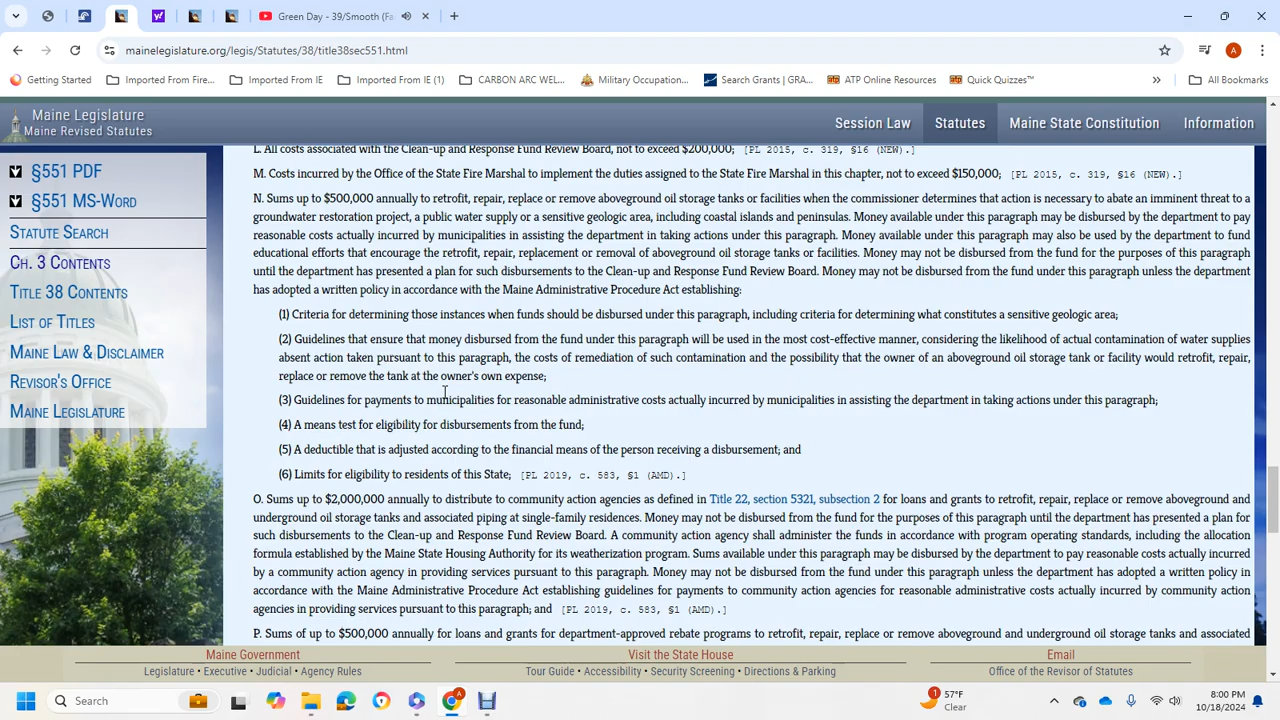 Green Day - 39/Smooth (Fa
mainelegislature.org/legis/Statutes/38/title38sec551.html
A
Getting Started
Imported From Fire...
Imported From IE
Imported From IE (1)
CARBON ARC WEL...
Military Occupation...
Search Grants | GRA...
ATP Online Resources
Quick Quizzes™
All Bookmarks
Maine Legislature
Maine Revised Statutes
Session Law
Statutes
Maine State Constitution
Information
§551 PDF
§551 MS-Word
Statute Search
Ch. 3 Contents
Title 38 Contents
List of Titles
Maine Law & Disclaimer
Revisor's Office
Maine Legislature
L. All costs associated with the Clean-up and Response Fund Review Board, not to exceed $200,000; [PL 2015, c. 319, §16 (NEW).]
M. Costs incurred by the Office of the State Fire Marshal to implement the duties assigned to the State Fire Marshal in this chapter, not to exceed $150,000; [PL 2015, c. 319, §16 (NEW).]
N. Sums up to $500,000 annually to retrofit, repair, replace or remove aboveground oil storage tanks or facilities when the commissioner determines that action is necessary to abate an imminent threat to a
groundwater restoration project, a public water supply or a sensitive geologic area, including coastal islands and peninsulas. Money available under this paragraph may be disbursed by the department to pay
reasonable costs actually incurred by municipalities in assisting the department in taking actions under this paragraph. Money available under this paragraph may also be used by the department to fund
educational efforts that encourage the retrofit, repair, replacement or removal of aboveground oil storage tanks or facilities. Money may not be disbursed from the fund for the purposes of this paragraph
until the department has presented a plan for such disbursements to the Clean-up and Response Fund Review Board. Money may not be disbursed from the fund under this paragraph unless the department
has adopted a written policy in accordance with the Maine Administrative Procedure Act establishing:
(1) Criteria for determining those instances when funds should be disbursed under this paragraph, including criteria for determining what constitutes a sensitive geologic area;
(2) Guidelines that ensure that money disbursed from the fund under this paragraph will be used in the most cost-effective manner, considering the likelihood of actual contamination of water supplies
absent action taken pursuant to this paragraph, the costs of remediation of such contamination and the possibility that the owner of an aboveground oil storage tank or facility would retrofit, repair,
replace or remove the tank at the owner's own expense;
(3) Guidelines for payments to municipalities for reasonable administrative costs actually incurred by municipalities in assisting the department in taking actions under this paragraph;
(4) A means test for eligibility for disbursements from the fund;
(5) A deductible that is adjusted according to the financial means of the person receiving a disbursement; and
(6) Limits for eligibility to residents of this State; [PL 2019, c. 583, §1 (AMD).]
O. Sums up to $2,000,000 annually to distribute to community action agencies as defined in Title 22, section 5321, subsection 2 for loans and grants to retrofit, repair, replace or remove aboveground and
underground oil storage tanks and associated piping at single-family residences. Money may not be disbursed from the fund for the purposes of this paragraph until the department has presented a plan for
such disbursements to the Clean-up and Response Fund Review Board. A community action agency shall administer the funds in accordance with program operating standards, including the allocation
formula established by the Maine State Housing Authority for its weatherization program. Sums available under this paragraph may be disbursed by the department to pay reasonable costs actually incurred
by a community action agency in providing services pursuant to this paragraph. Money may not be disbursed from the fund under this paragraph unless the department has adopted a written policy in
accordance with the Maine Administrative Procedure Act establishing guidelines for payments to community action agencies for reasonable administrative costs actually incurred by community action
agencies in providing services pursuant to this paragraph; and [PL 2019, c. 583, §1 (AMD).]
P. Sums of up to $500,000 annually for loans and grants for department-approved rebate programs to retrofit, repair, replace or remove aboveground and underground oil storage tanks and associated
Maine Government
Visit the State House
Email
Legislature • Executive • Judicial • Agency Rules
Tour Guide • Accessibility • Security Screening • Directions & Parking
Office of the Revisor of Statutes
Search
A
1
57°F
Clear
8:00 PM
10/18/2024